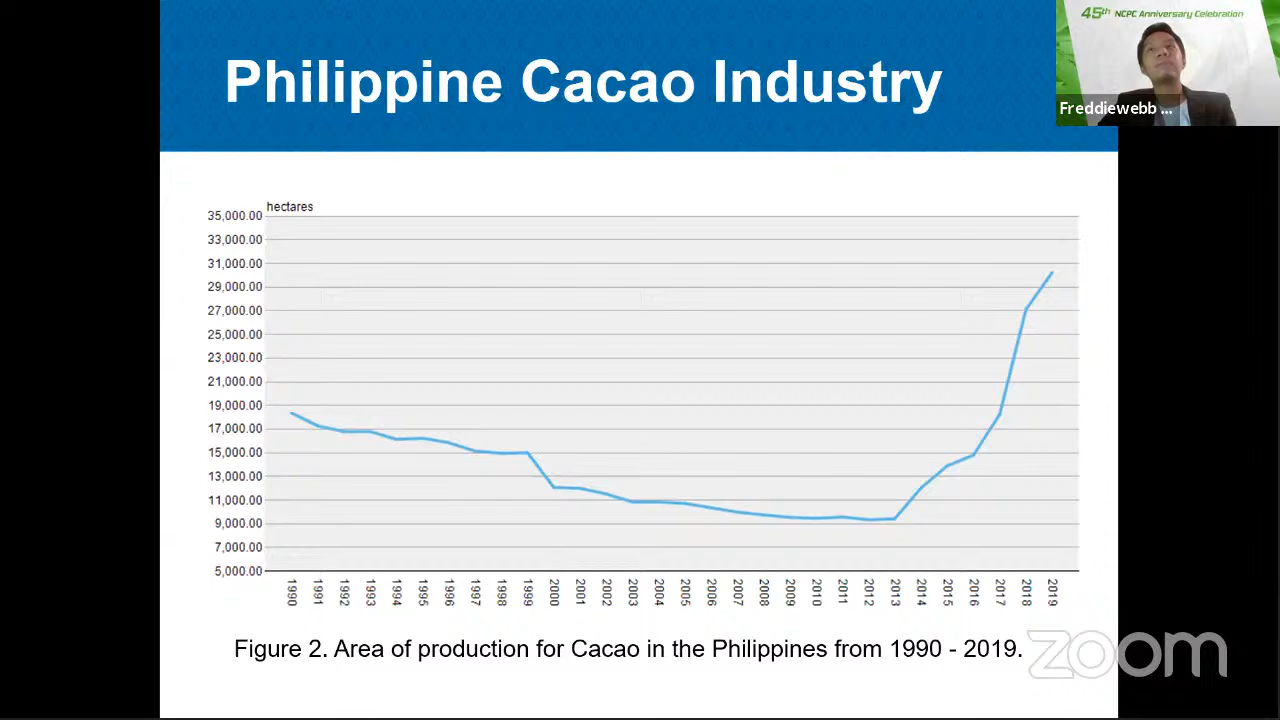 Philippine Cacao Industry
45th NCPC Anniversary Celebration
Freddiewebb ...
hectares
35,000.00
33,000.00
31,000.00
29,000.00
27,000.00
25,000.00
23,000.00
21,000.00
19,000.00
17,000.00
15,000.00
13,000.00
11,000.00
9,000.00
7,000.00
5,000.00
1990 1991 1992 1993 1994 1995 1996 1997 1998 1999 2000 2001 2002 2003 2004 2005 2006 2007 2008 2009 2010 2011 2012 2013 2014 2015 2016 2017 2018 2019
Figure 2. Area of production for Cacao in the Philippines from 1990 - 2019.
zoom